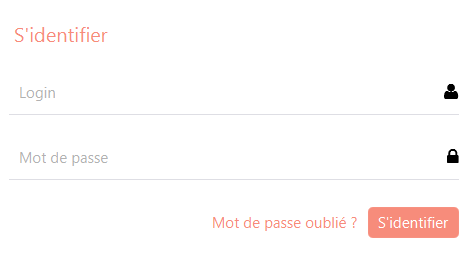 S'identifier
Login
Mot de passe
Mot de passe oublié ? S'identifier